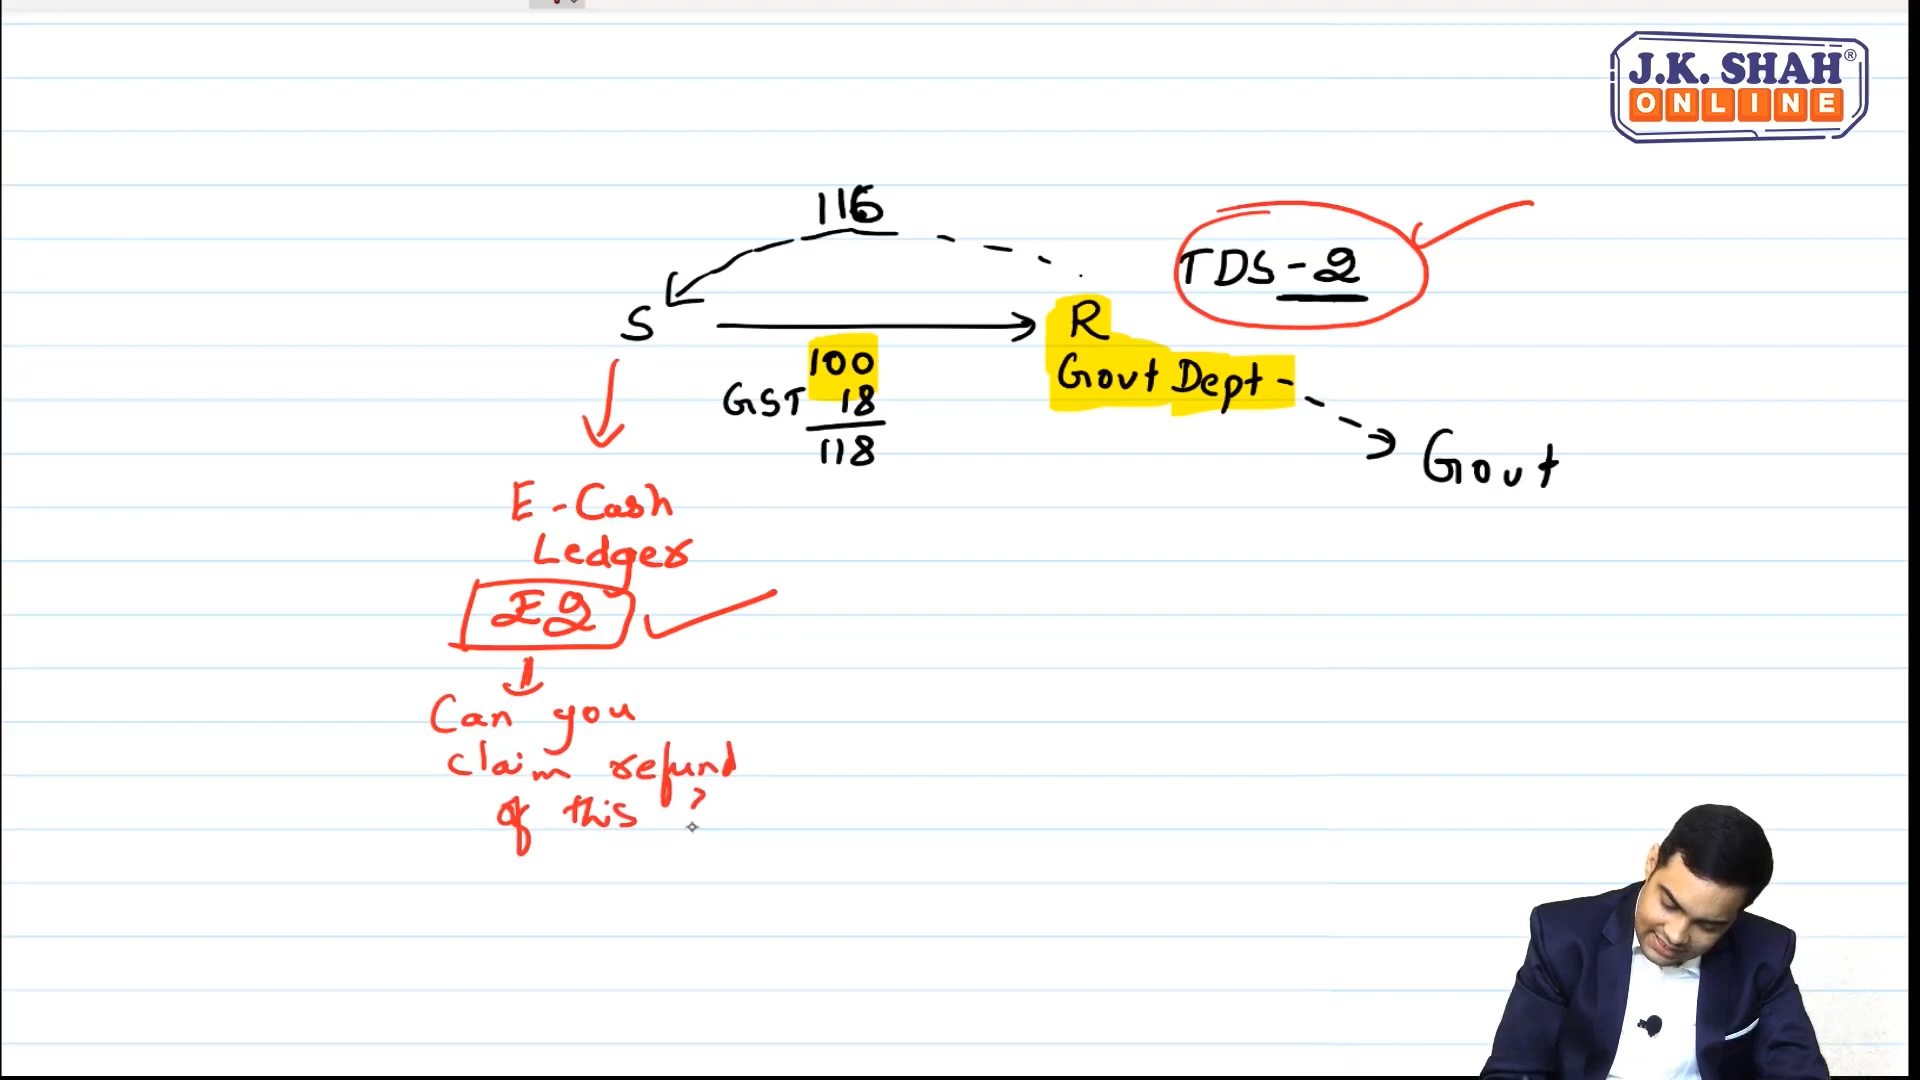 J.K. SHAH®
ONLINE
116
TDS - 2
S
R
100
Govt Dept -
GST 18
118
Govt
E - Cash
Ledger
₹2
Can you
claim refund
of this ?